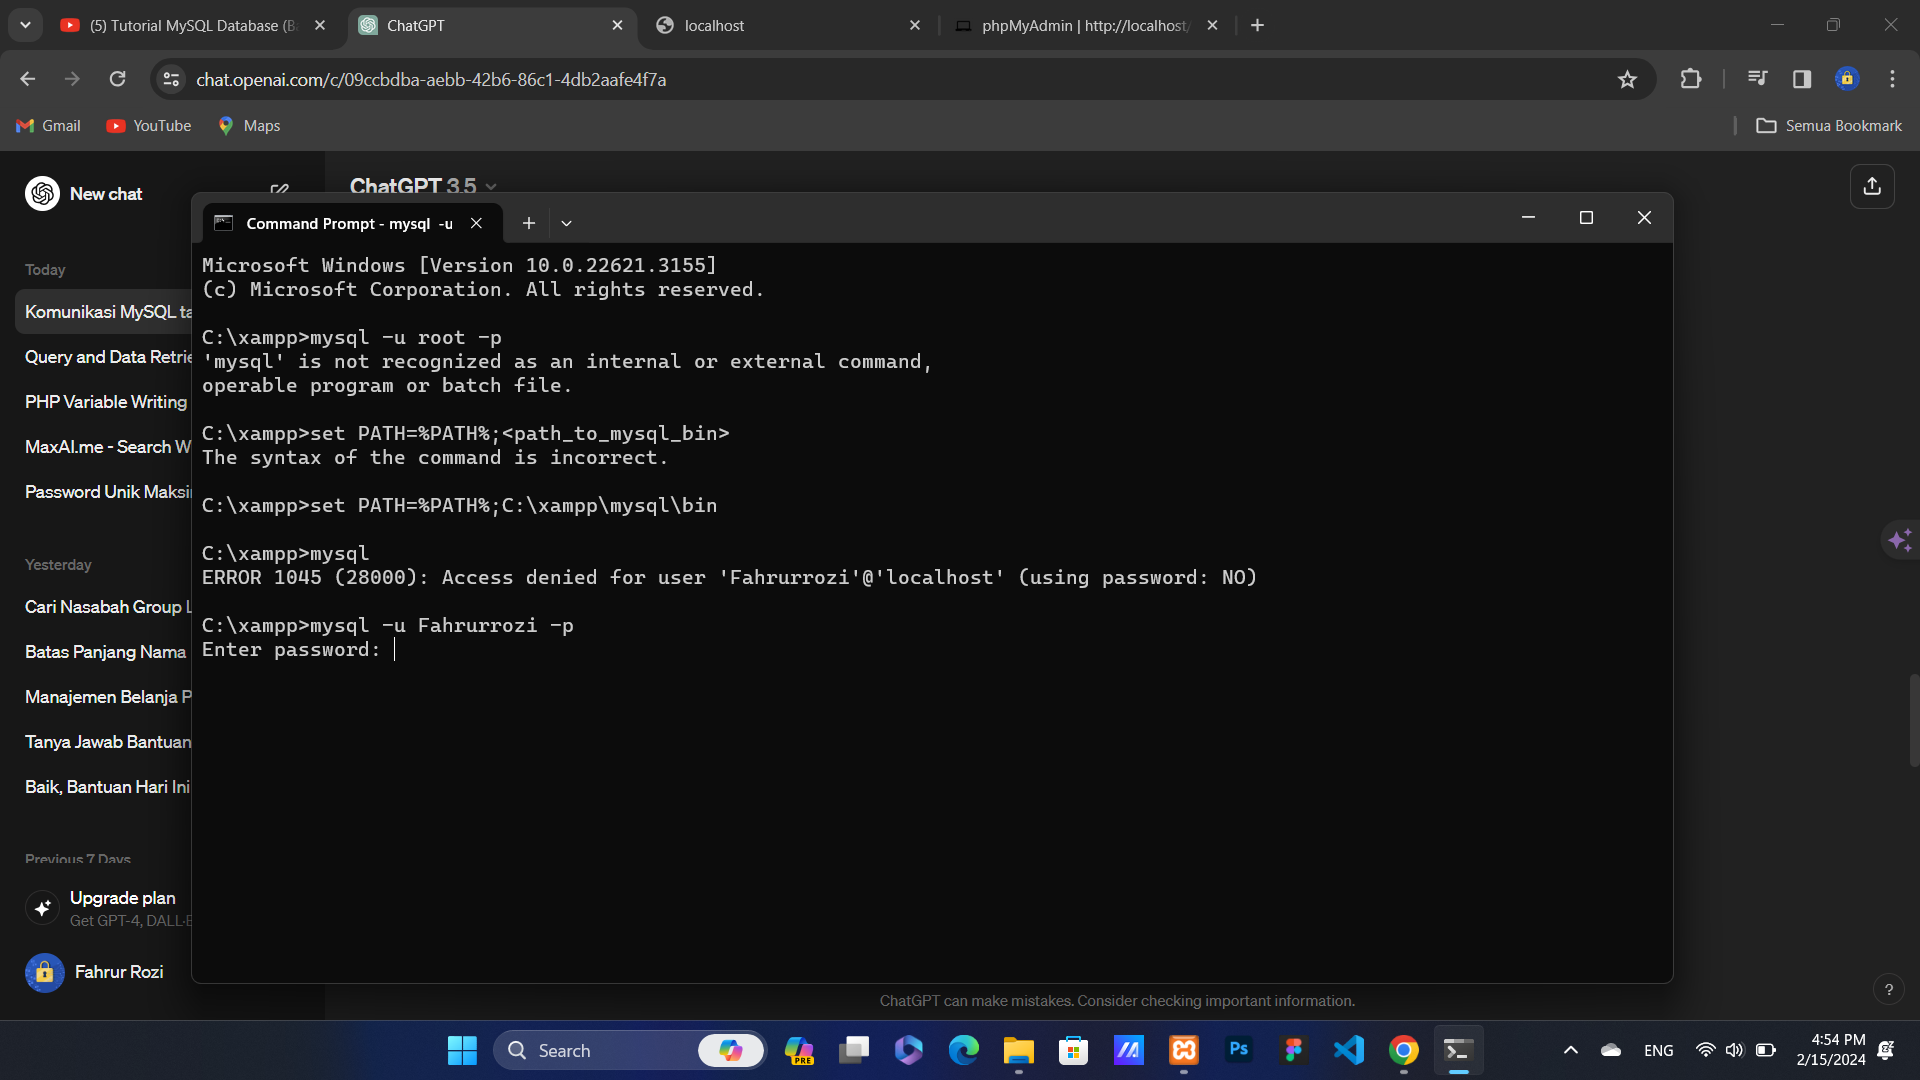 (5) Tutorial MySQL Database (B
ChatGPT
localhost
phpMyAdmin | http://localhost/
chat.openai.com/c/09ccbdba-aebb-42b6-86c1-4db2aafe4f7a
Gmail
YouTube
Maps
Semua Bookmark
New chat
ChatGPT 3.5
Today
Komunikasi MySQL ta
Query and Data Retrie
PHP Variable Writing
MaxAI.me - Search W
Password Unik Maksi
Yesterday
Cari Nasabah Group L
Batas Panjang Nama
Manajemen Belanja P
Tanya Jawab Bantuan
Baik, Bantuan Hari Ini
Previous 7 Days
Upgrade plan
Get GPT-4, DALL·E
Fahrur Rozi
Command Prompt - mysql -u
Microsoft Windows [Version 10.0.22621.3155]
(c) Microsoft Corporation. All rights reserved.
C:\xampp>mysql -u root -p
'mysql' is not recognized as an internal or external command,
operable program or batch file.
C:\xampp>set PATH=%PATH%;<path_to_mysql_bin>
The syntax of the command is incorrect.
C:\xampp>set PATH=%PATH%;C:\xampp\mysql\bin
C:\xampp>mysql
ERROR 1045 (28000): Access denied for user 'Fahrurrozi'@'localhost' (using password: NO)
C:\xampp>mysql -u Fahrurrozi -p
Enter password:
ChatGPT can make mistakes. Consider checking important information.
?
Search
PRE
Ps
ENG
4:54 PM
2/15/2024